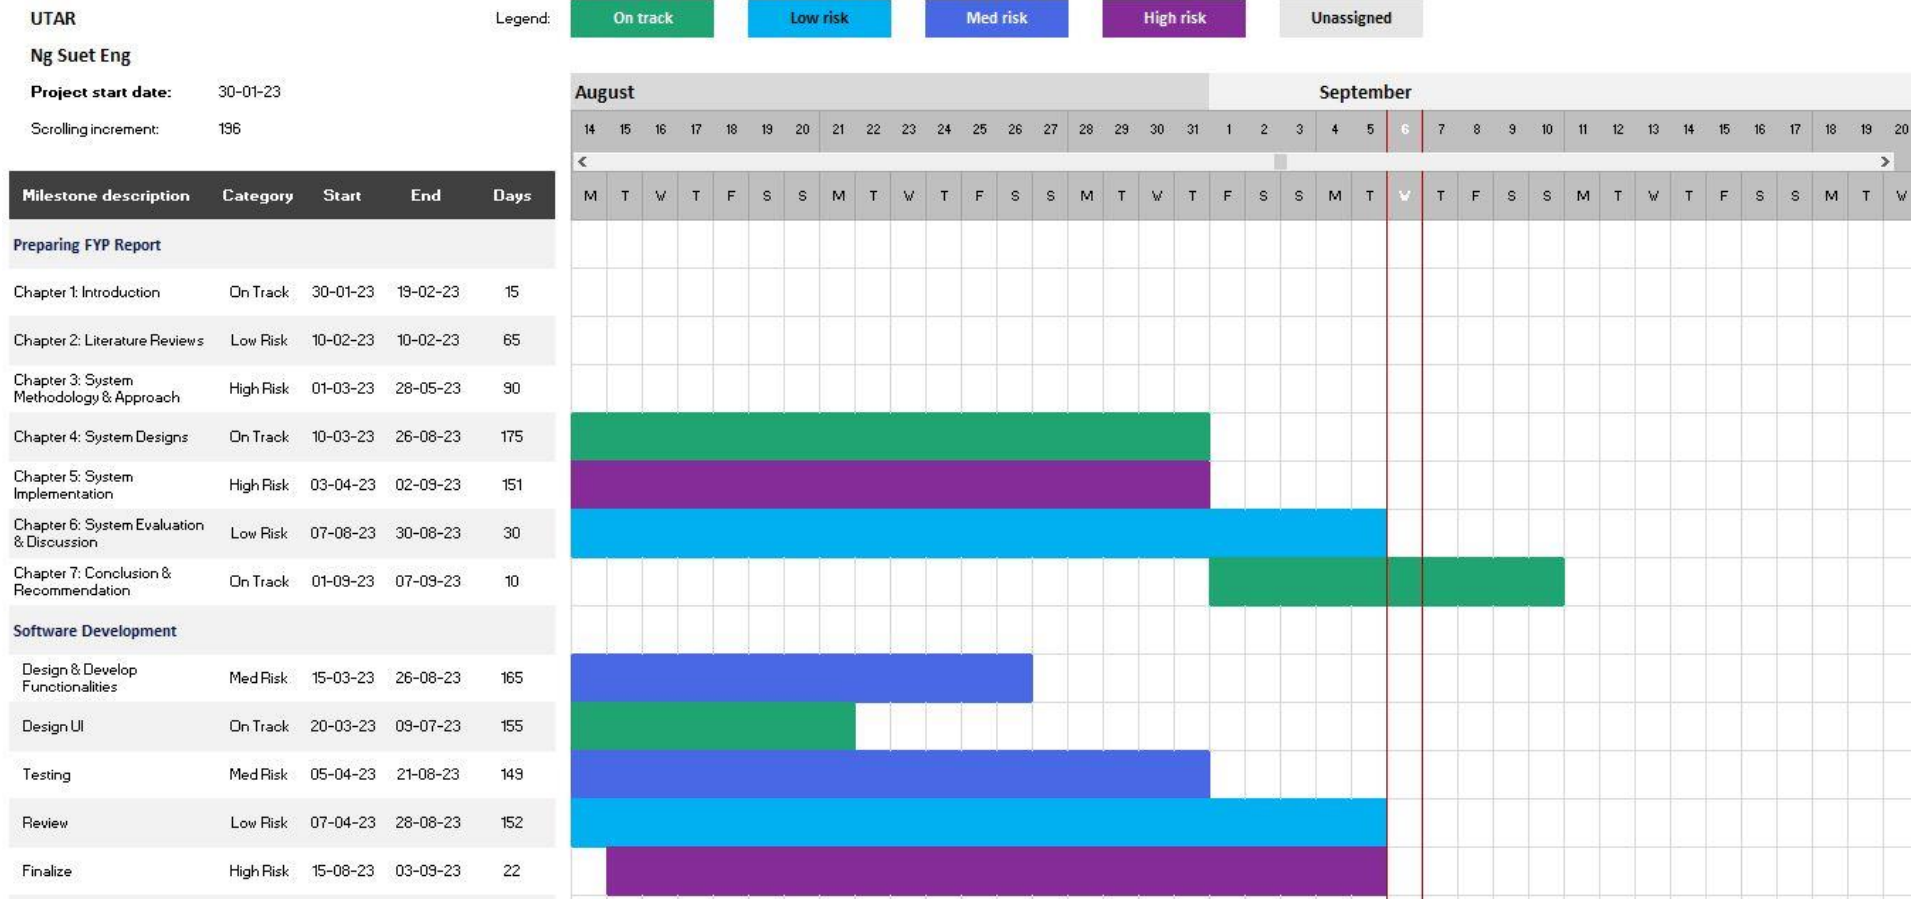 UTAR
Legend: On track Low risk Med risk High risk Unassigned
Ng Suet Eng
Project start date: 30-01-23
August September
Scrolling increment: 196
14 15 16 17 18 19 20 21 22 23 24 25 26 27 28 29 30 31 1 2 3 4 5 6 7 8 9 10 11 12 13 14 15 16 17 18 19 20
Milestone description Category Start End Days
M T W T F S S M T W T F S S M T W T F S S M T W T F S S M T W T F S S M T W
Preparing FYP Report
Chapter 1: Introduction On Track 30-01-23 19-02-23 15
Chapter 2: Literature Reviews Low Risk 10-02-23 10-02-23 65
Chapter 3: System
Methodology & Approach High Risk 01-03-23 28-05-23 90
Chapter 4: System Designs On Track 10-03-23 26-08-23 175
Chapter 5: System
Implementation High Risk 03-04-23 02-09-23 151
Chapter 6: System Evaluation
& Discussion Low Risk 07-08-23 30-08-23 30
Chapter 7: Conclusion &
Recommendation On Track 01-09-23 07-09-23 10
Software Development
Design & Develop
Functionalities Med Risk 15-03-23 26-08-23 165
Design UI On Track 20-03-23 09-07-23 155
Testing Med Risk 05-04-23 21-08-23 149
Review Low Risk 07-04-23 28-08-23 152
Finalize High Risk 15-08-23 03-09-23 22